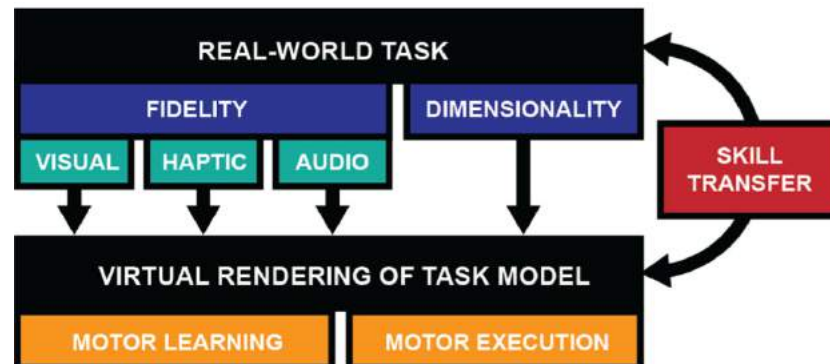 REAL-WORLD TASK
FIDELITY
DIMENSIONALITY
VISUAL
HAPTIC
AUDIO
SKILL
TRANSFER
VIRTUAL RENDERING OF TASK MODEL
MOTOR LEARNING
MOTOR EXECUTION